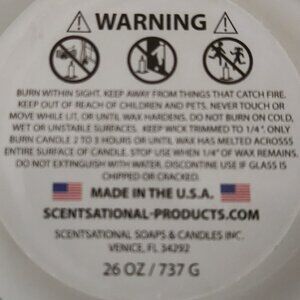 WARNING
BURN WITHIN SIGHT. KEEP AWAY FROM THINGS THAT CATCH FIRE.
KEEP OUT OF REACH OF CHILDREN AND PETS. NEVER TOUCH OR
MOVE WHILE LIT, OR UNTIL WAX HARDENS. DO NOT BURN ON COLD,
WET OR UNSTABLE SURFACES. KEEP WICK TRIMMED TO 1/4". ONLY
BURN CANDLE 2 TO 3 HOURS OR UNTIL WAX HAS MELTED ACROSSS
ENTIRE SURFACE OF CANDLE. STOP USE WHEN 1/4" OF WAX REMAINS.
DO NOT EXTINGUISH WITH WATER. DISCONTINUE USE IF GLASS IS
CHIPPED OR CRACKED.
MADE IN THE U.S.A.
SCENTSATIONAL-PRODUCTS.COM
SCENTSATIONAL SOAPS & CANDLES INC.
VENICE, FL 34292
26 OZ / 737 G